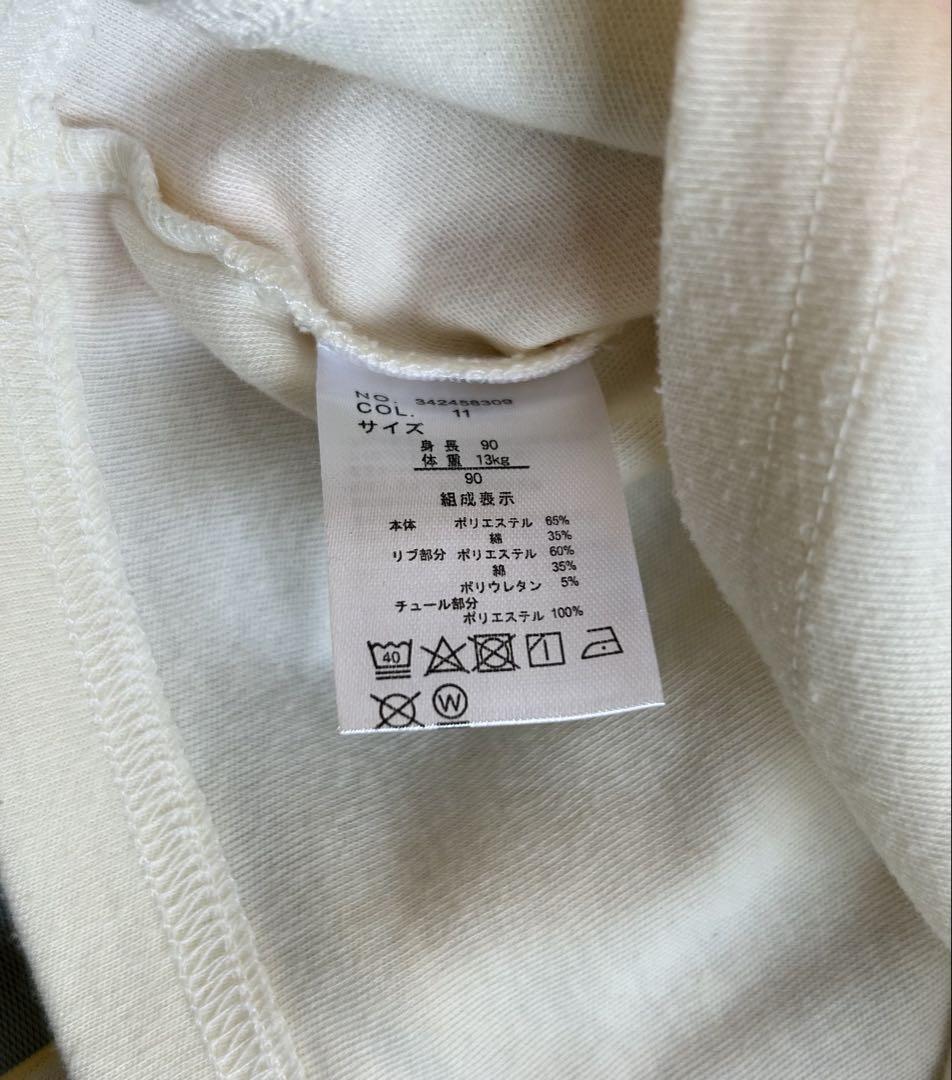 NO. 342458309
COL. 11
サイズ
身長 90
体重 13kg
90
組成表示
本体 ポリエステル 65%
綿 35%
リブ部分 ポリエステル 60%
綿 35%
ポリウレタン 5%
チュール部分
ポリエステル 100%
40
W